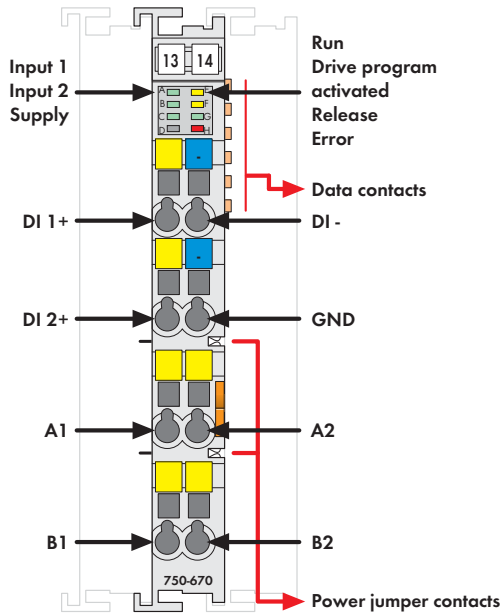 13 14
Input 1
Input 2
Supply
Run
Drive program
activated
Release
Error
A E
B F
C G
D H
- 
Data contacts
DI 1+
DI -
-
DI 2+
GND
A1
A2
B1
B2
750-670
Power jumper contacts